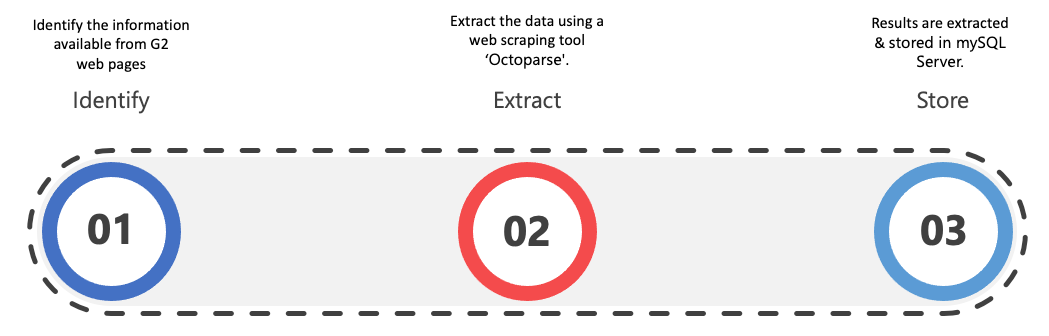 Identify the information
available from G2
web pages
Identify
01
Extract the data using a
web scraping tool
‘Octoparse'.
Extract
02
Results are extracted
& stored in mySQL
Server.
Store
03